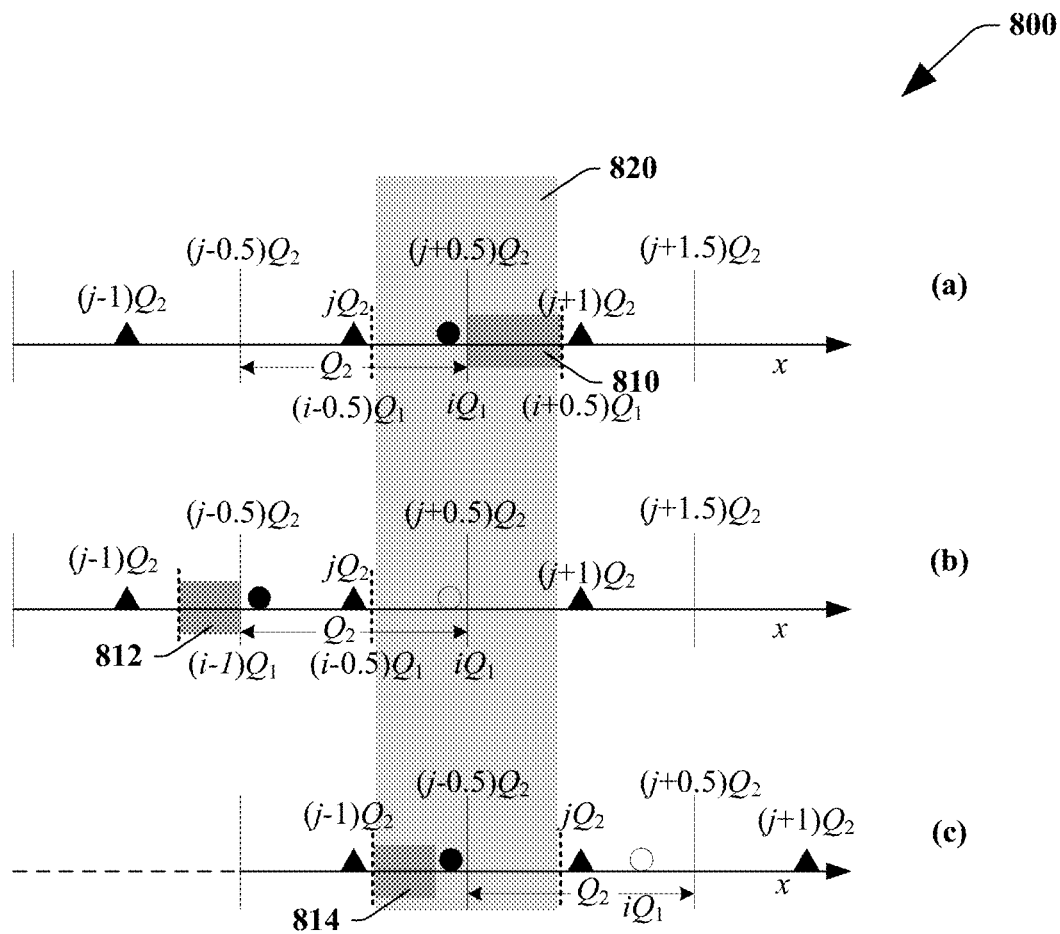 800
820
(j-0.5)Q2 (j+0.5)Q2 (j+1.5)Q2
(a)
(j-1)Q2 jQ2 (j+1)Q2
Q2 810 x
(i-0.5)Q1 iQ1 (i+0.5)Q1
(j-0.5)Q2 (j+0.5)Q2 (j+1.5)Q2
(b)
(j-1)Q2 jQ2 (j+1)Q2
Q2 x
812 (i-1)Q1 (i-0.5)Q1 iQ1
(j-0.5)Q2 (j+0.5)Q2
(j-1)Q2 jQ2 (j+1)Q2 (c)
Q2 x
814 iQ1